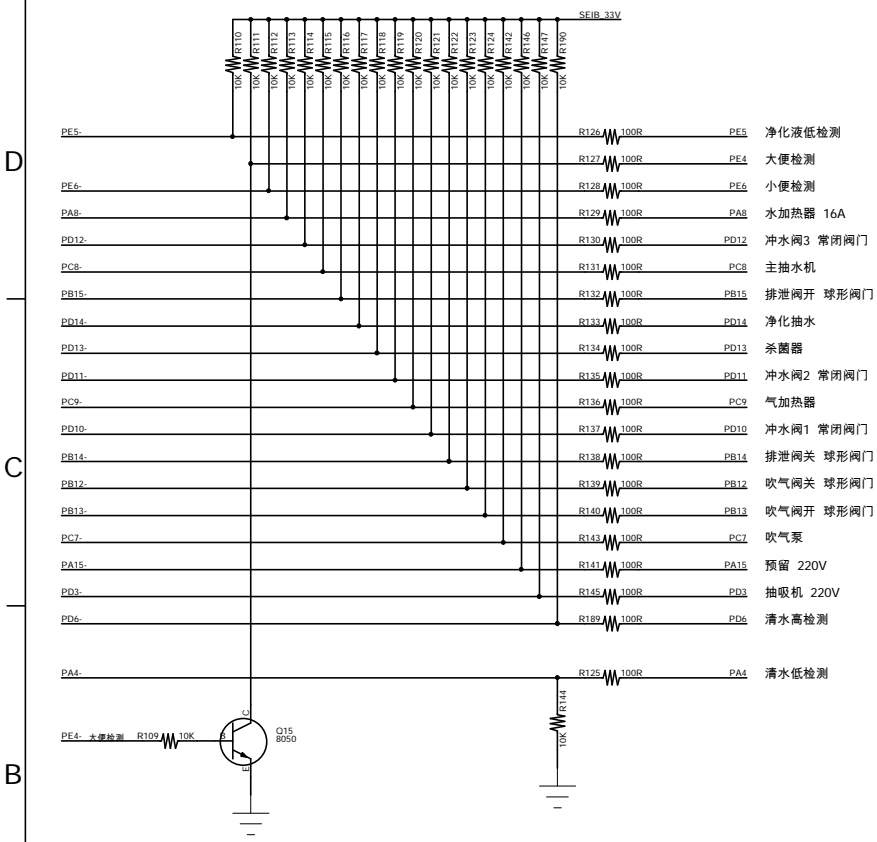 SEIB_33V
R110 R111 R112 R113 R114 R115 R116 R117 R118 R119 R120 R121 R122 R123 R124 R142 R146 R147 R190
10K 10K 10K 10K 10K 10K 10K 10K 10K 10K 10K 10K 10K 10K 10K 10K 10K 10K 10K
PE5- R126 100R PE5 净化液低检测
D R127 100R PE4 大便检测
PE6- R128 100R PE6 小便检测
PA8- R129 100R PA8 水加热器 16A
PD12- R130 100R PD12 冲水阀3 常闭阀门
PC8- R131 100R PC8 主抽水机
PB15- R132 100R PB15 排泄阀开 球形阀门
PD14- R133 100R PD14 净化抽水
PD13- R134 100R PD13 杀菌器
PD11- R135 100R PD11 冲水阀2 常闭阀门
PC9- R136 100R PC9 气加热器
PD10- R137 100R PD10 冲水阀1 常闭阀门
C PB14- R138 100R PB14 排泄阀关 球形阀门
PB12- R139 100R PB12 吹气阀关 球形阀门
PB13- R140 100R PB13 吹气阀开 球形阀门
PC7- R143 100R PC7 吹气泵
PA15- R141 100R PA15 预留 220V
PD3- R145 100R PD3 抽吸机 220V
PD6- R189 100R PD6 清水高检测
PA4- R125 100R PA4 清水低检测
C R144
PE4- 大便检测 R109 10K B Q15 10K
8050
E
B